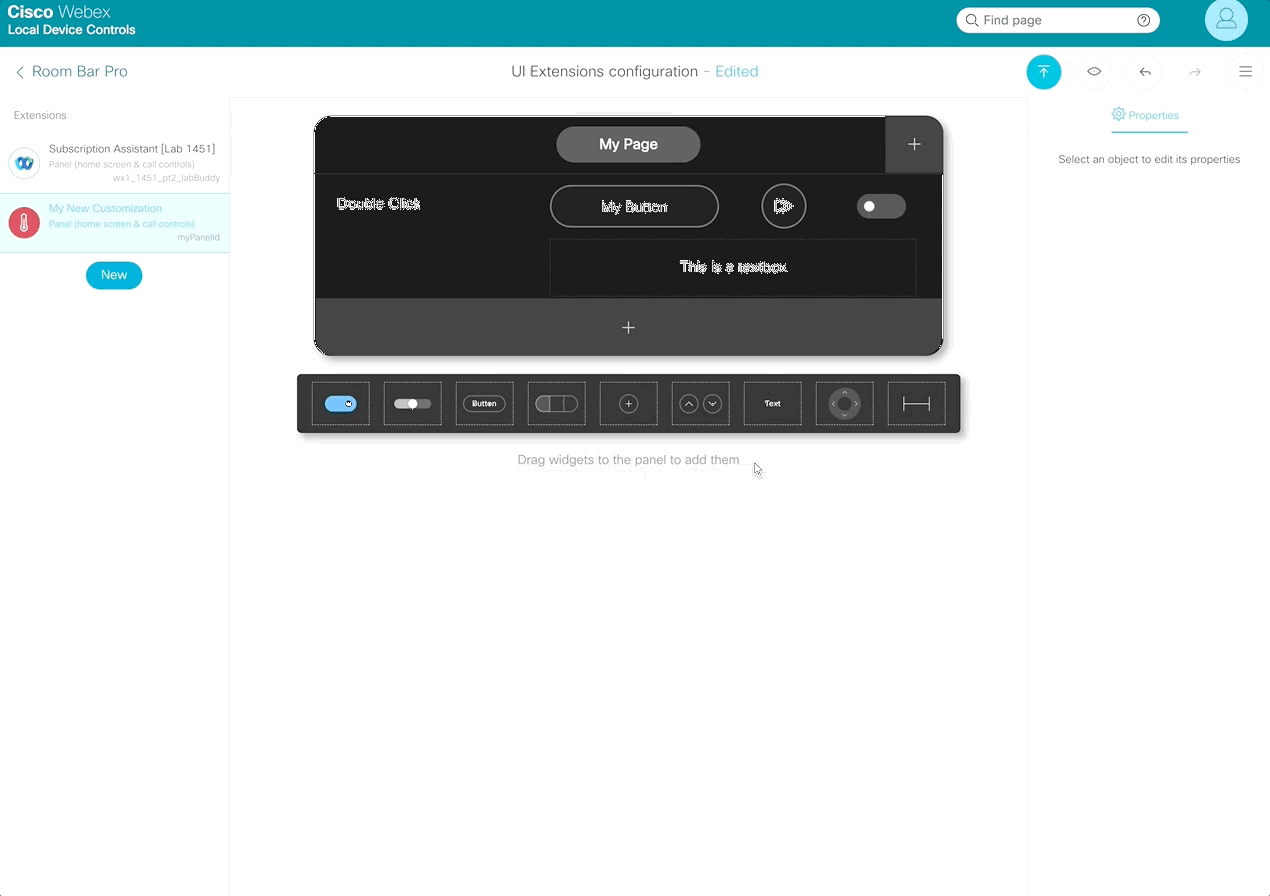 Cisco Webex
Local Device Controls
Find page
Room Bar Pro
UI Extensions configuration - Edited
Extensions
Properties
Subscription Assistant [Lab 1451]
Panel (home screen & call controls)
wx1_1451_pt2_labBuddy
My New Customization
Panel (home screen & call controls)
myPanelId
New
My Page
+
Double Click
My Button
This is a textbox
+
Button
+
Text
Drag widgets to the panel to add them
Select an object to edit its properties